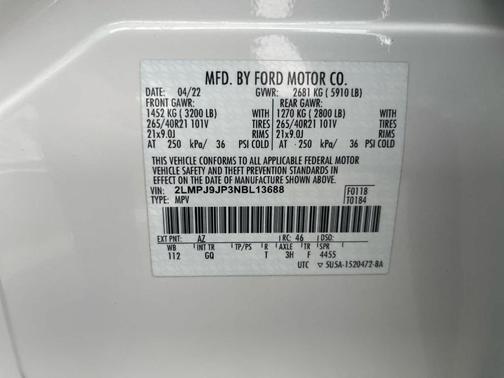 MFD. BY FORD MOTOR CO.
DATE: 04/22 GVWR: 2681 KG ( 5910 LB)
FRONT GAWR: REAR GAWR:
1452 KG ( 3200 LB) WITH 1270 KG ( 2800 LB) WITH
265/40R21 101V TIRES 265/40R21 101V TIRES
21x9.0J RIMS 21x9.0J RIMS
AT 250 kPa/ 36 PSI COLD AT 250 kPa/ 36 PSI COLD
THIS VEHICLE CONFORMS TO ALL APPLICABLE FEDERAL MOTOR
VEHICLE SAFETY AND THEFT PREVENTION STANDARDS IN EFFECT
ON THE DATE OF MANUFACTURE SHOWN ABOVE.
VIN: 2LMPJ9JP3NBL13688 F0118
TYPE: MPV T0184
EXT PNT: AZ RC: 46 DSO:
WB INT TR TP/PS R AXLE TR SPR
112 GQ T 3H F 4455
UTC ▽ 5U5A-1520472-BA